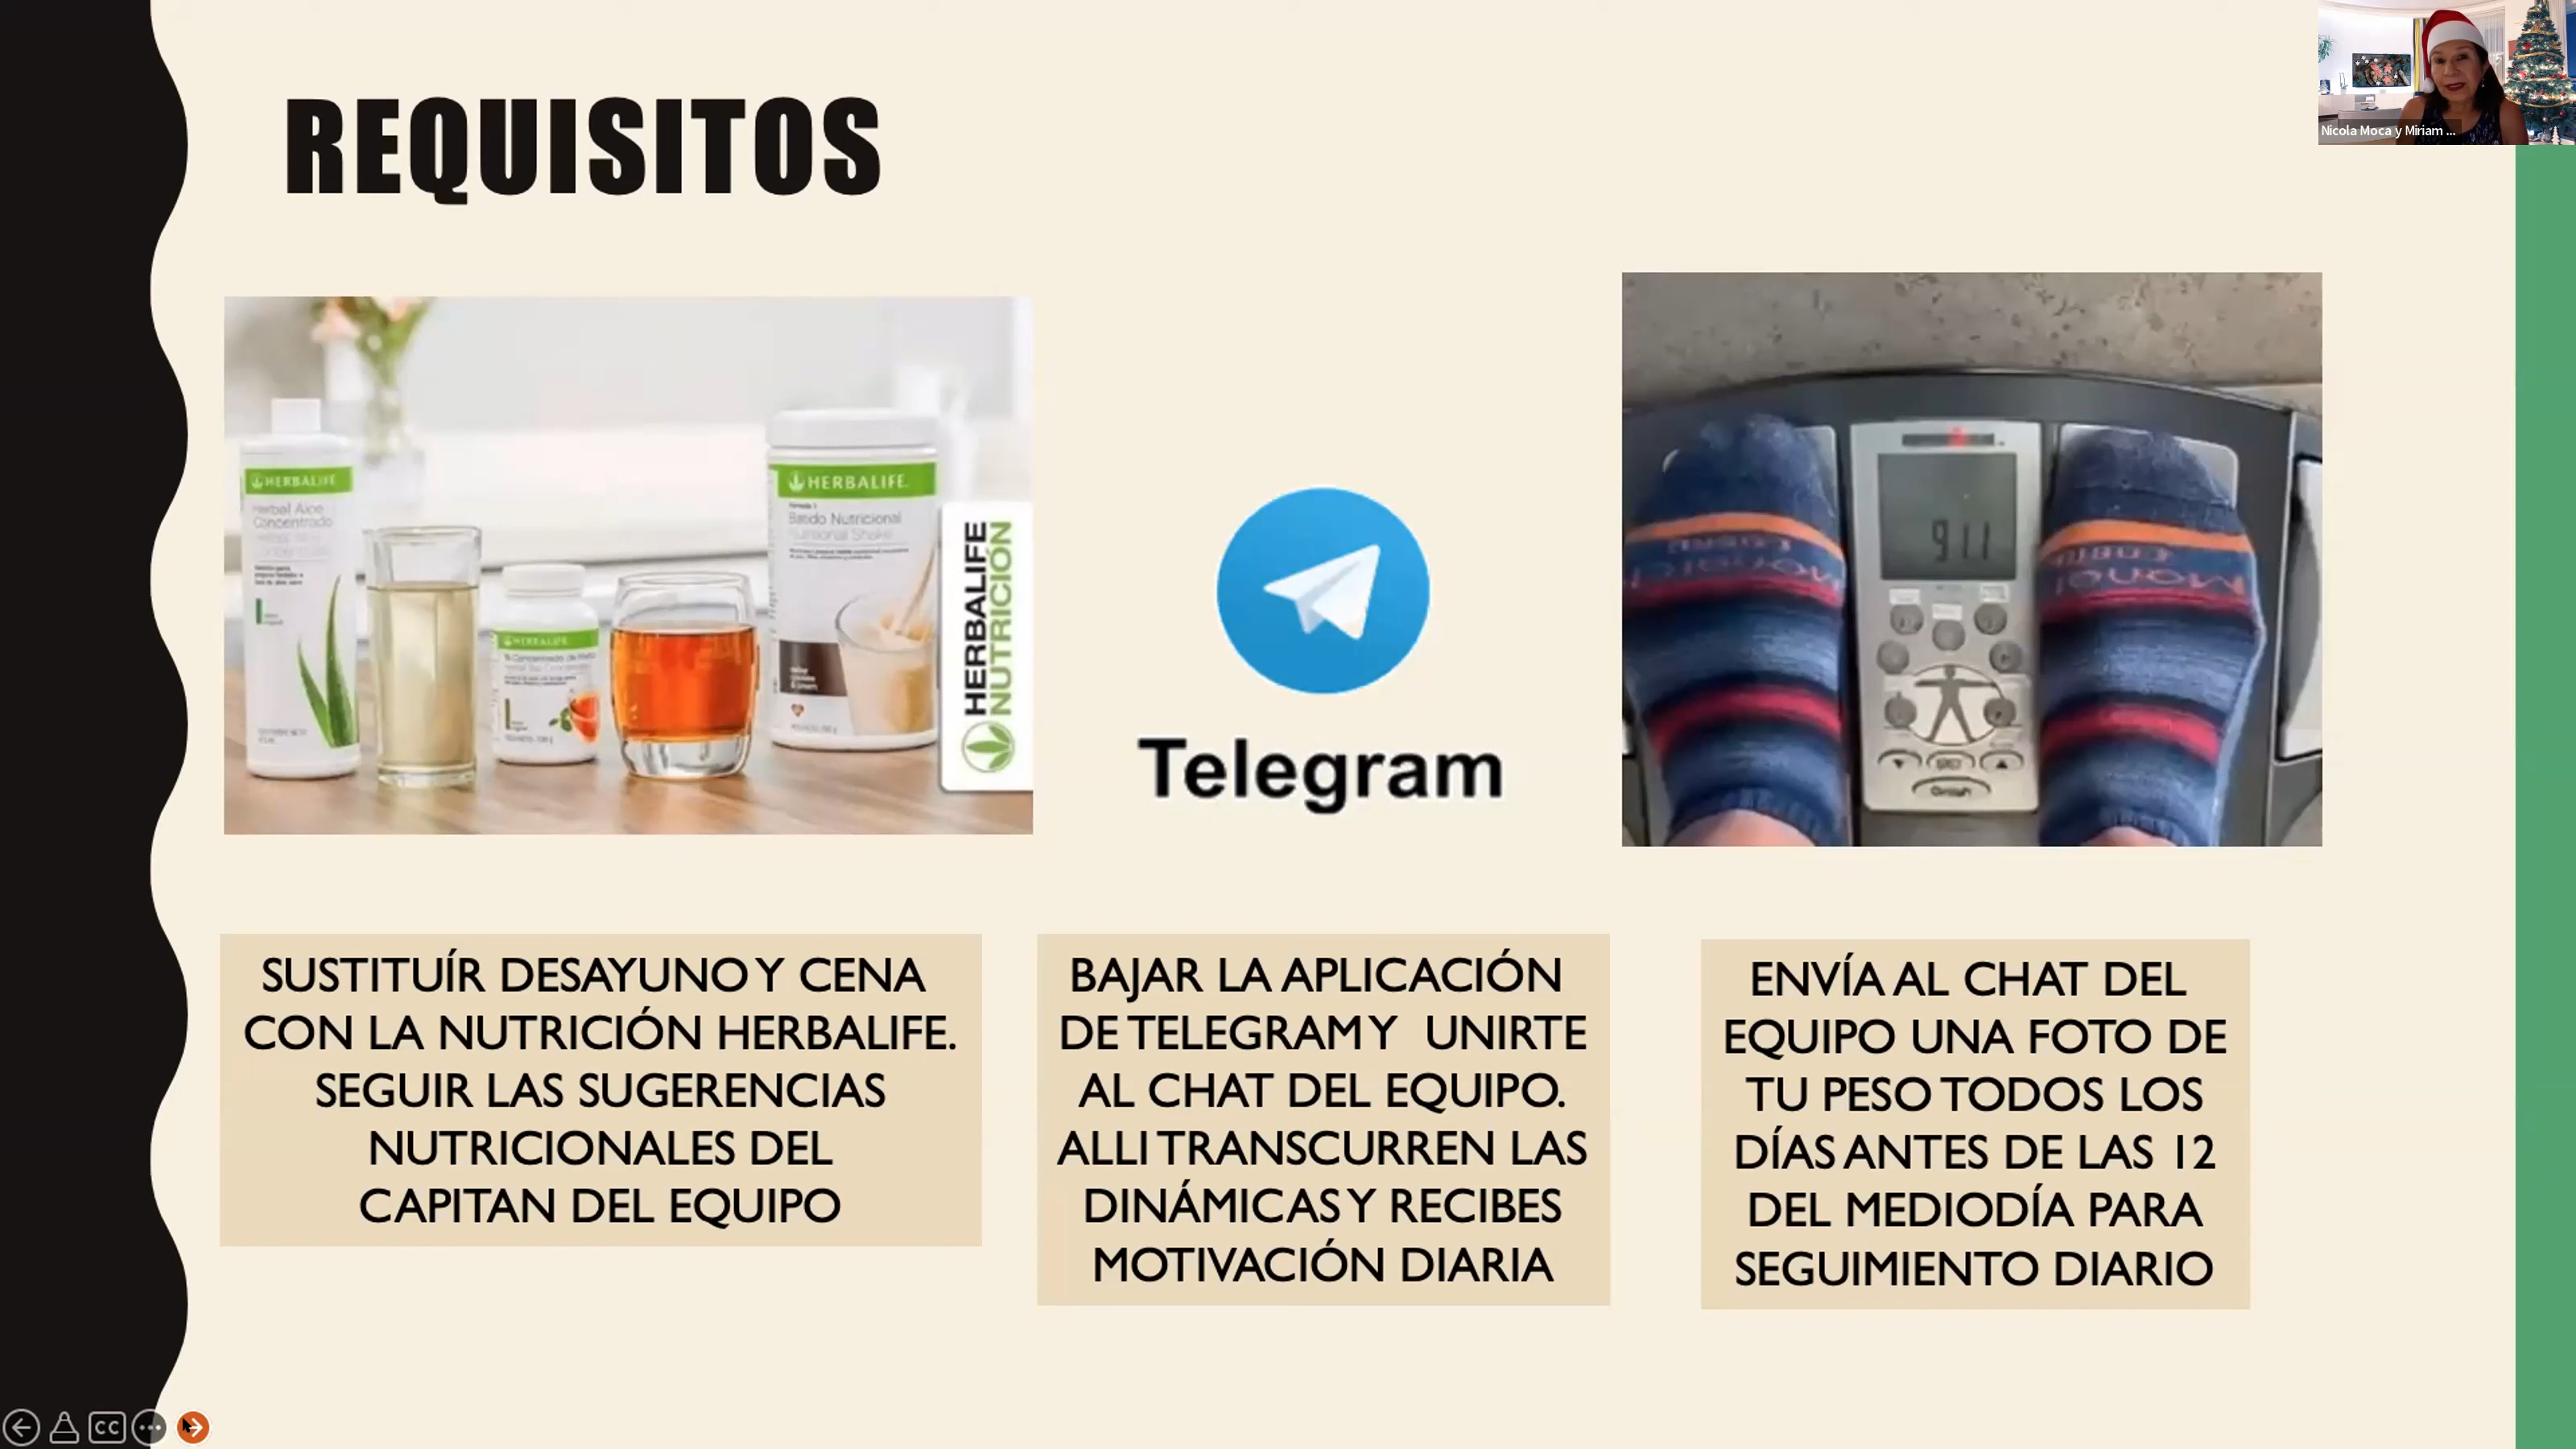 REQUISITOS
Nicola Moca y Miriam ...
HERBALIFE
Herbal Aloe
Concentrado
HERBALIFE
HERBALIFE.
Batido Nutricional
Nutritional Shake
HERBALIFE
NUTRICIÓN
Telegram
911
SUSTITUÍR DESAYUNO Y CENA
CON LA NUTRICIÓN HERBALIFE.
SEGUIR LAS SUGERENCIAS
NUTRICIONALES DEL
CAPITAN DEL EQUIPO
BAJAR LA APLICACIÓN
DE TELEGRAM Y UNIRTE
AL CHAT DEL EQUIPO.
ALLI TRANSCURREN LAS
DINÁMICAS Y RECIBES
MOTIVACIÓN DIARIA
ENVÍA AL CHAT DEL
EQUIPO UNA FOTO DE
TU PESO TODOS LOS
DÍAS ANTES DE LAS 12
DEL MEDIODÍA PARA
SEGUIMIENTO DIARIO
CC